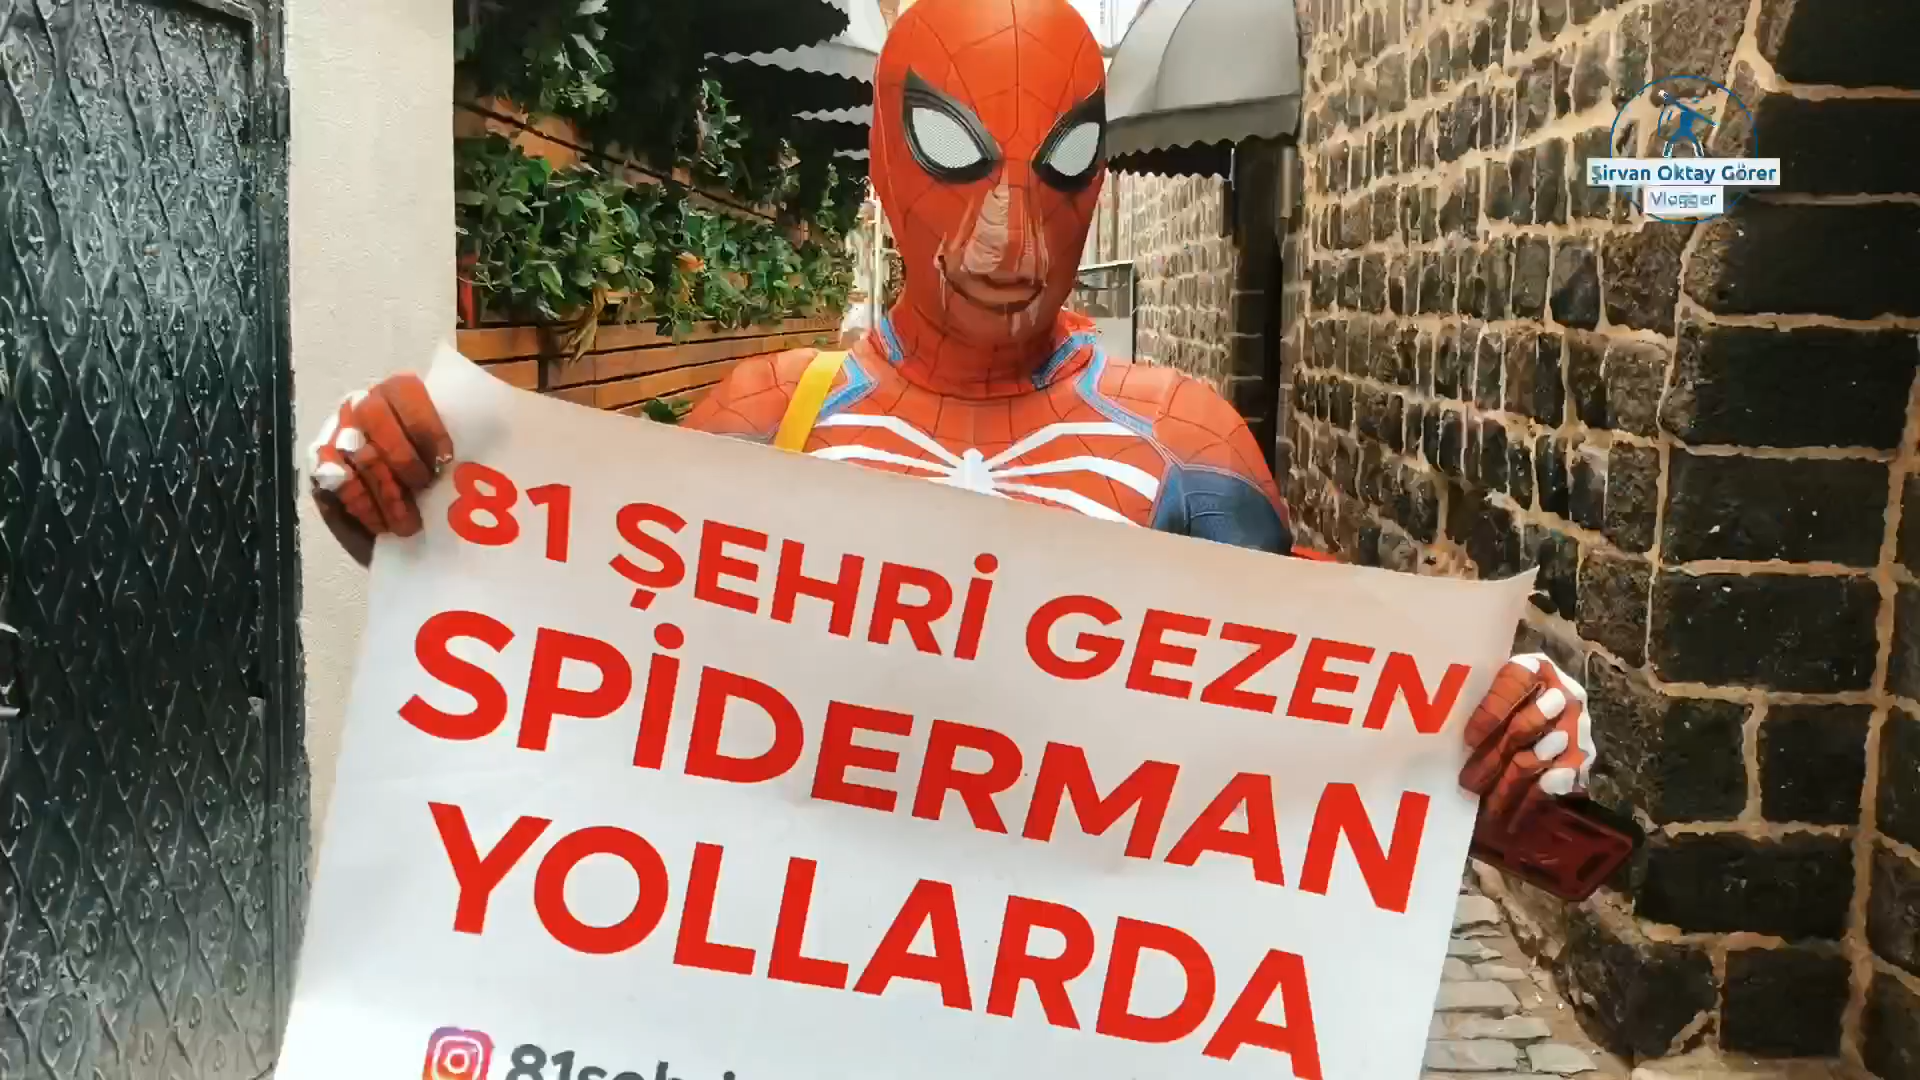 Şirvan Oktay Görer
Vlogger
81 ŞEHRİ GEZEN
SPİDERMAN
YOLLARDA